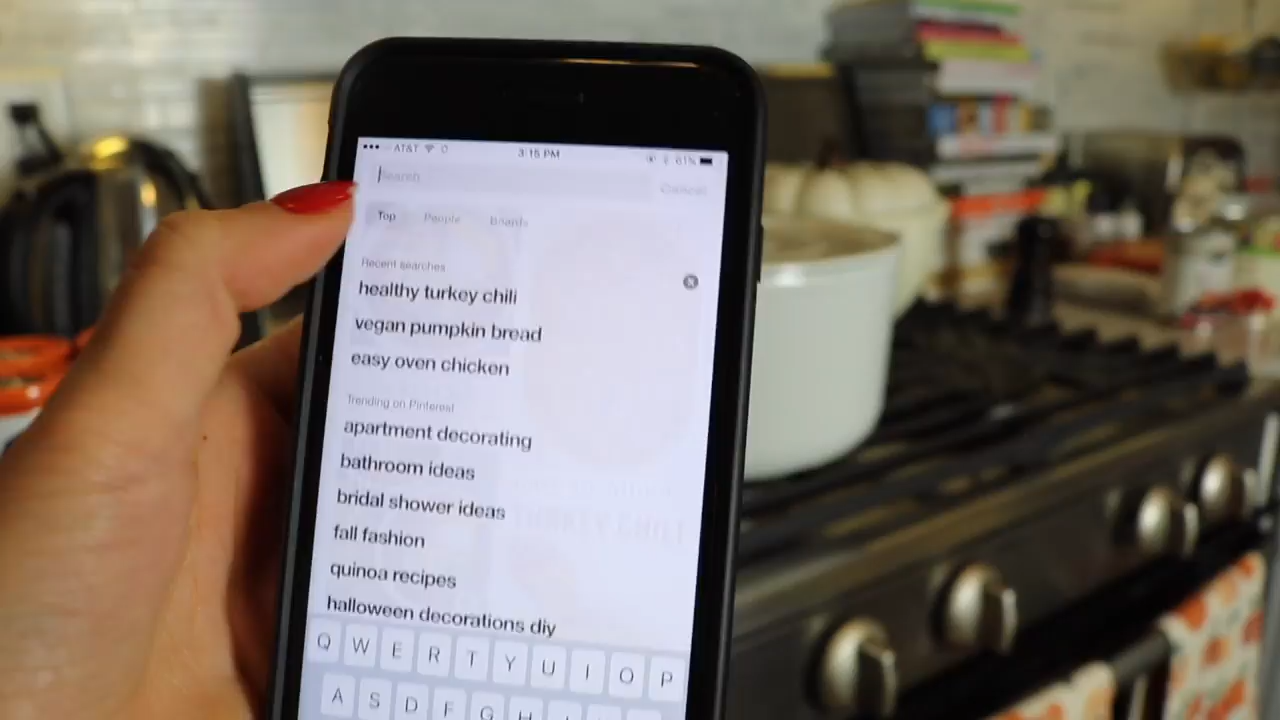 AT&T 3:15 PM 61%
Search Cancel
Top People Boards
Recent searches
healthy turkey chili
vegan pumpkin bread
easy oven chicken
Trending on Pinterest
apartment decorating
bathroom ideas
bridal shower ideas
fall fashion
quinoa recipes
halloween decorations diy
Q W E R T Y U I O P
A S D F G H